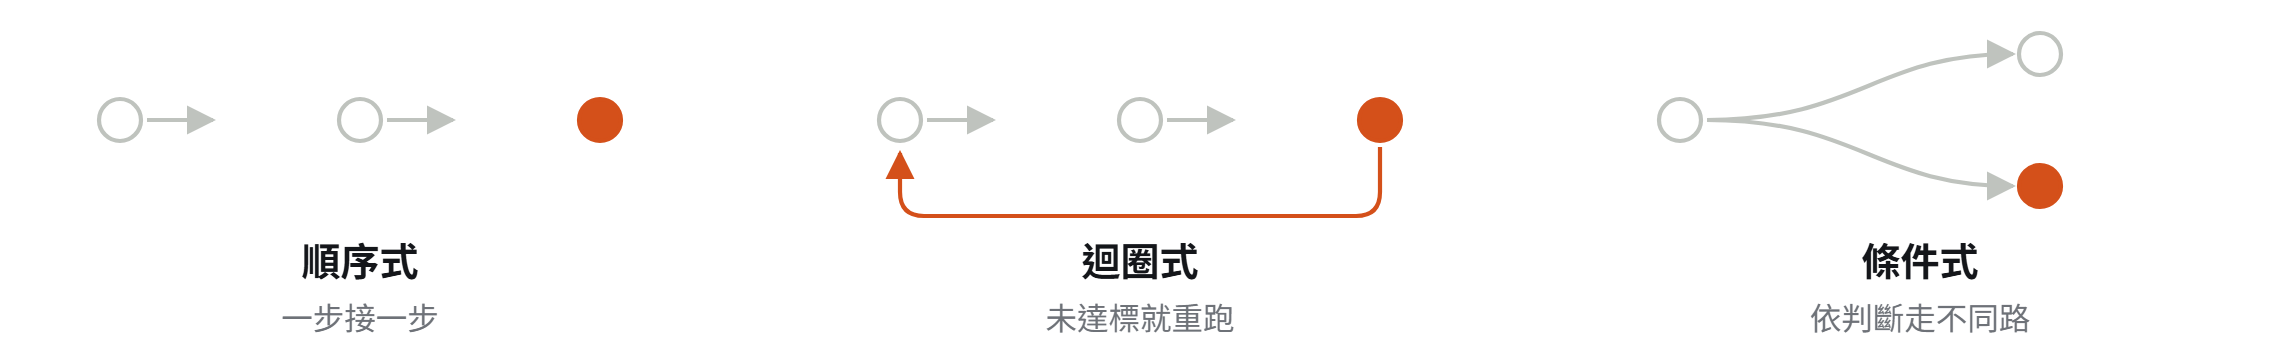 順序式
一步接一步
迴圈式
未達標就重跑
條件式
依判斷走不同路